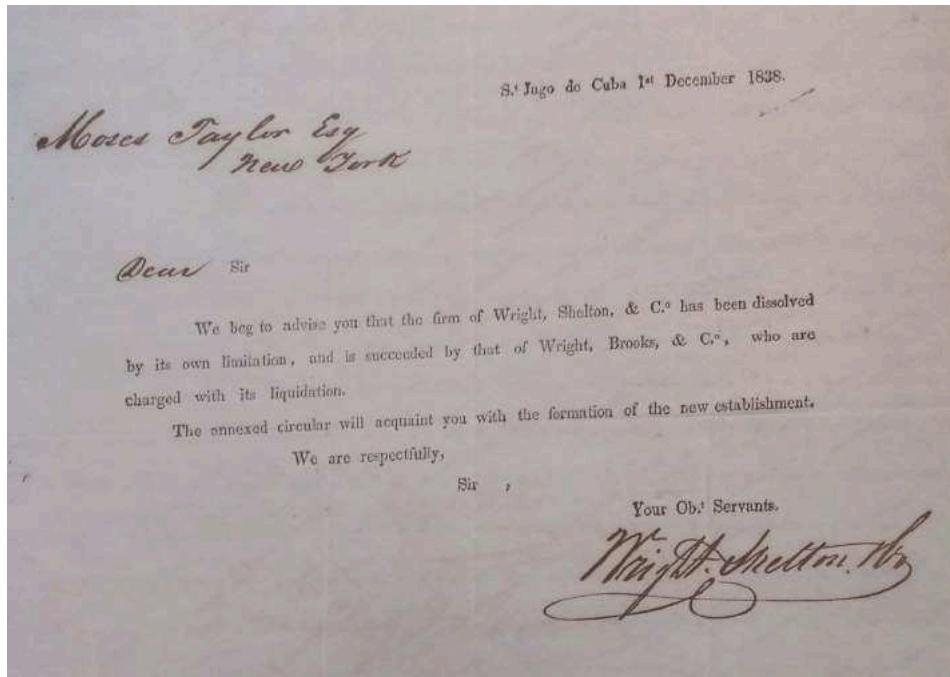 S.t Jago de Cuba 1st December 1838.
Moses Taylor Esq
New York
Dear Sir
We beg to advise you that the firm of Wright, Shelton, & C.o has been dissolved
by its own limitation, and is succeeded by that of Wright, Brooks, & C.o, who are
charged with its liquidation.
The annexed circular will acquaint you with the formation of the new establishment.
We are respectfully,
Sir ,
Your Ob.t Servants.
Wright, Shelton,